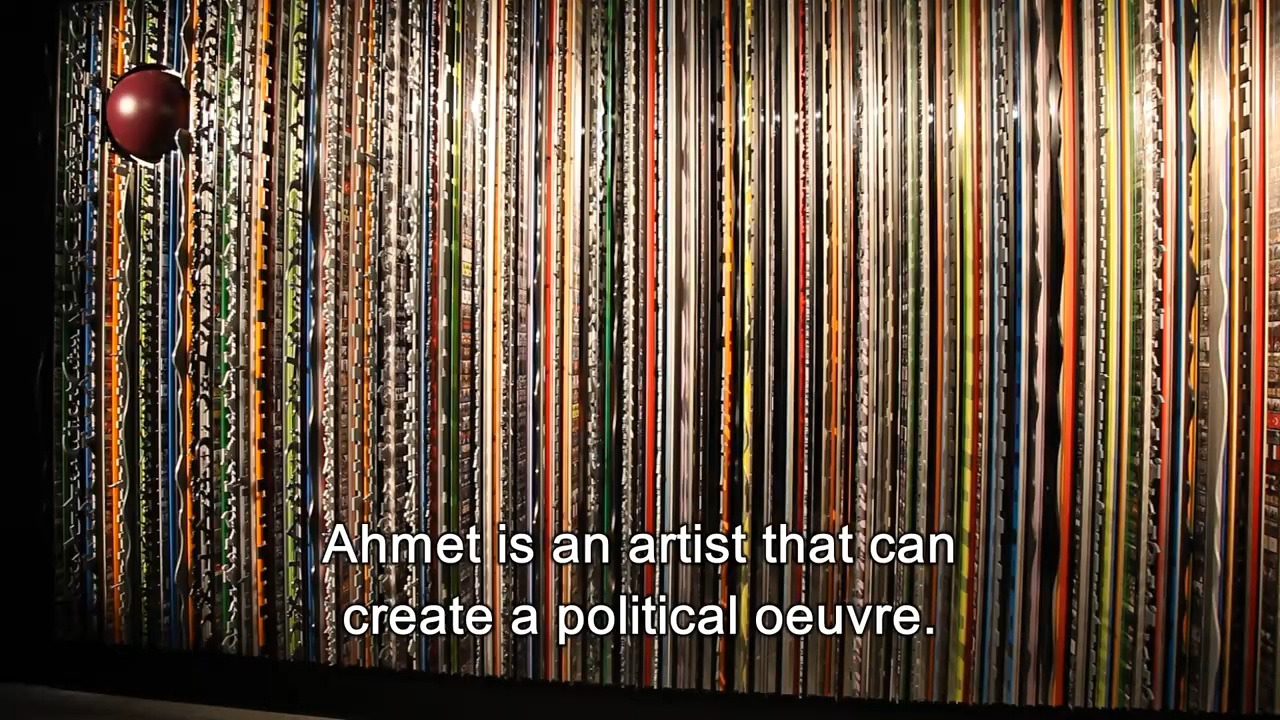 Ahmet is an artist that can
create a political oeuvre.